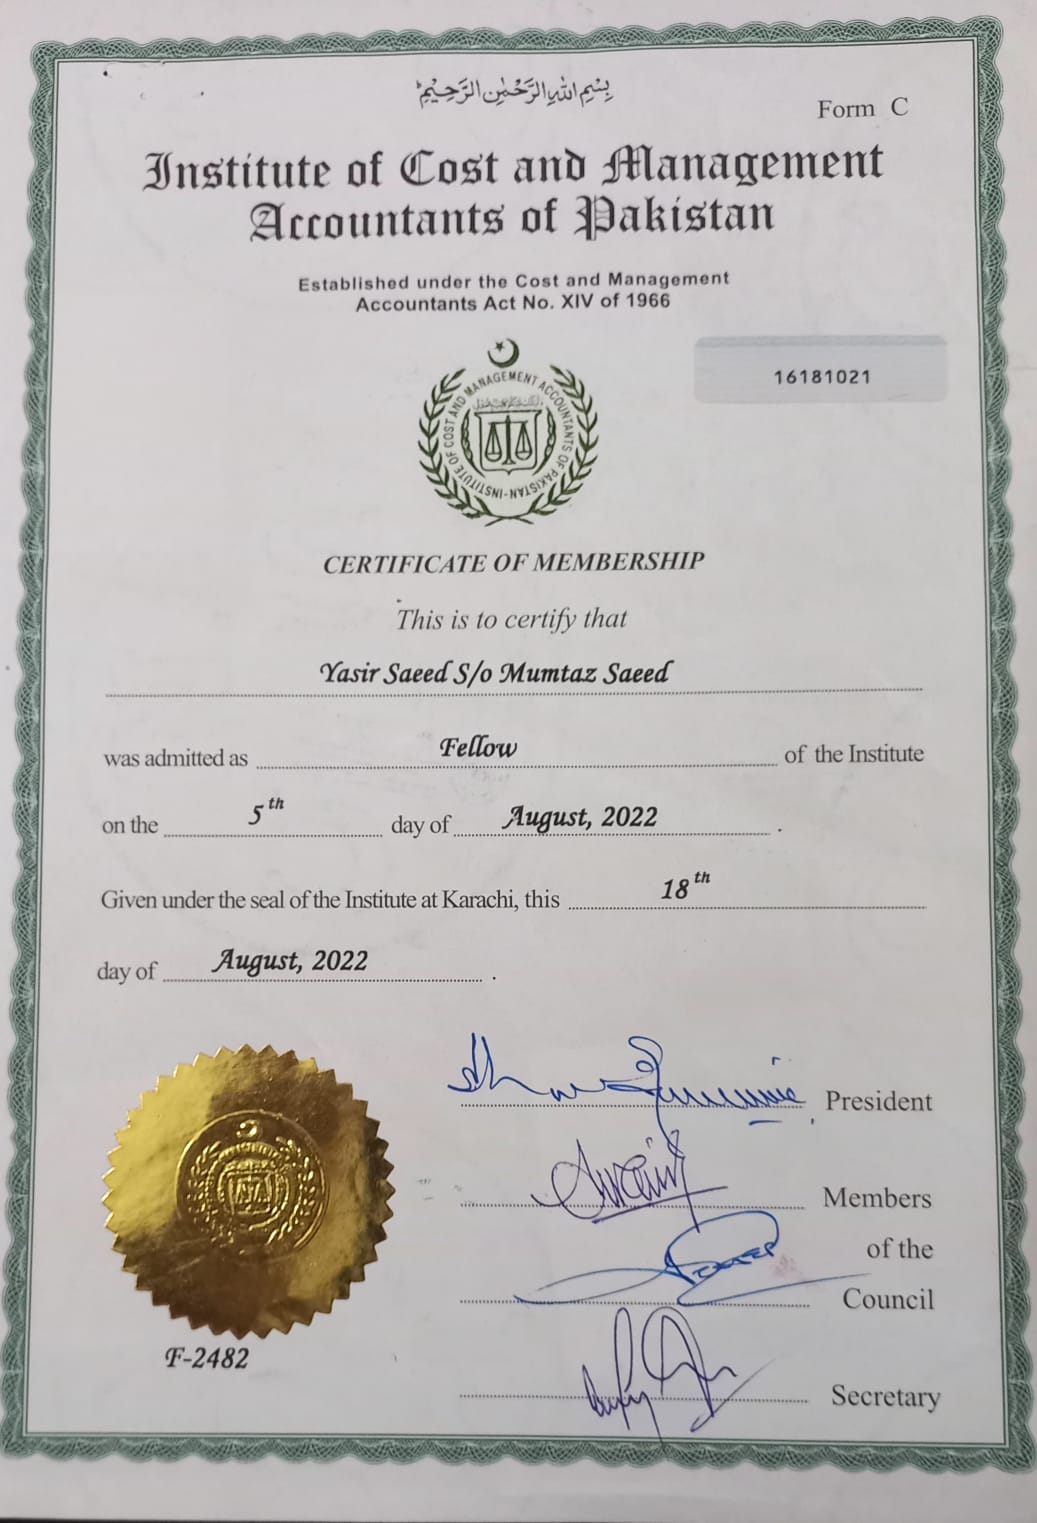 بِسْمِ اللهِ الرَّحْمٰنِ الرَّحِيْمِ
Form C
Institute of Cost and Management
Accountants of Pakistan
Established under the Cost and Management
Accountants Act No. XIV of 1966
16181021
INSTITUTE OF COST AND MANAGEMENT ACCOUNTANTS OF PAKISTAN
CERTIFICATE OF MEMBERSHIP
This is to certify that
Yasir Saeed S/o Mumtaz Saeed
was admitted as Fellow of the Institute
on the 5th day of August, 2022.
Given under the seal of the Institute at Karachi, this 18th
day of August, 2022.
President
Members
of the
Council
F-2482
Secretary